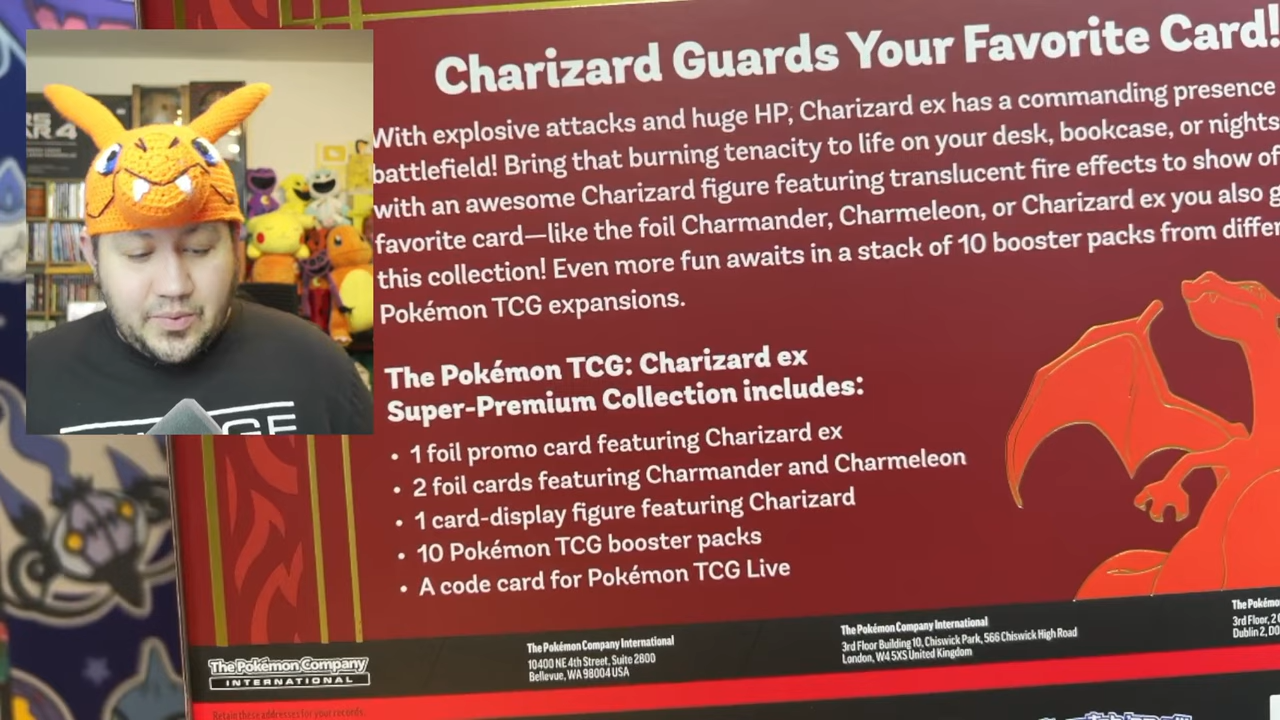 Charizard Guards Your Favorite Card!
With explosive attacks and huge HP, Charizard ex has a commanding presence
battlefield! Bring that burning tenacity to life on your desk, bookcase, or nights
with an awesome Charizard figure featuring translucent fire effects to show of
favorite card—like the foil Charmander, Charmeleon, or Charizard ex you also g
this collection! Even more fun awaits in a stack of 10 booster packs from differ
Pokémon TCG expansions.
The Pokémon TCG: Charizard ex
Super-Premium Collection includes:
• 1 foil promo card featuring Charizard ex
• 2 foil cards featuring Charmander and Charmeleon
• 1 card-display figure featuring Charizard
• 10 Pokémon TCG booster packs
• A code card for Pokémon TCG Live
The Pokémon Company
INTERNATIONAL
The Pokémon Company International
10400 NE 4th Street, Suite 2800
Bellevue, WA 98004 USA
The Pokémon Company International
3rd Floor Building 10, Chiswick Park, 566 Chiswick High Road
London, W4 5XS United Kingdom
The Pokémo
3rd Floor, 2
Dublin 2, DO
Retain these addresses for your records.